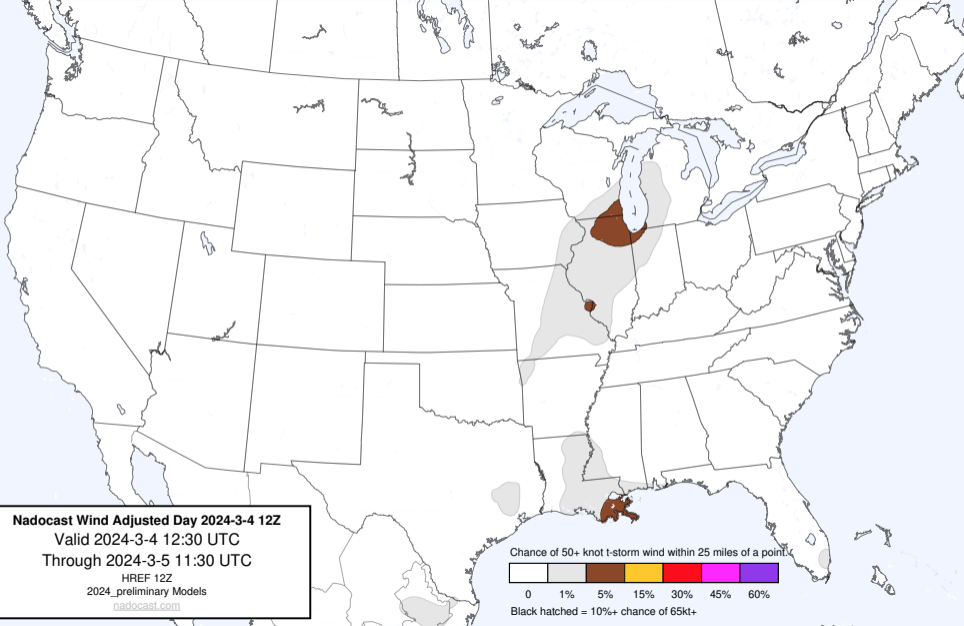 Nadocast Wind Adjusted Day 2024-3-4 12Z
Valid 2024-3-4 12:30 UTC
Through 2024-3-5 11:30 UTC
HREF 12Z
2024_preliminary Models
nadocast.com
Chance of 50+ knot t-storm wind within 25 miles of a point.
0 1% 5% 15% 30% 45% 60%
Black hatched = 10%+ chance of 65kt+